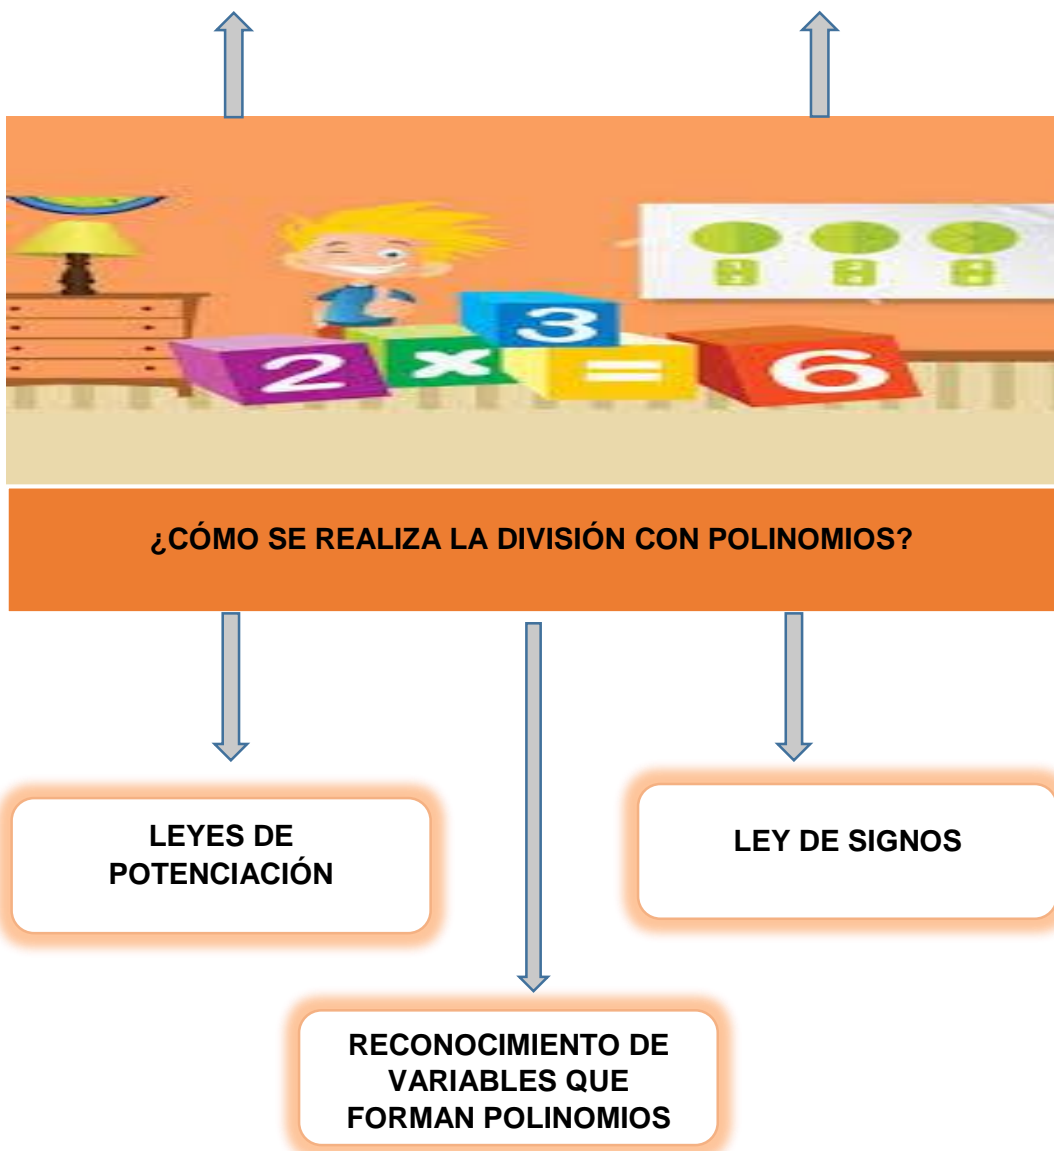 3
2 x = 6
¿CÓMO SE REALIZA LA DIVISIÓN CON POLINOMIOS?
LEYES DE
POTENCIACIÓN
LEY DE SIGNOS
RECONOCIMIENTO DE
VARIABLES QUE
FORMAN POLINOMIOS